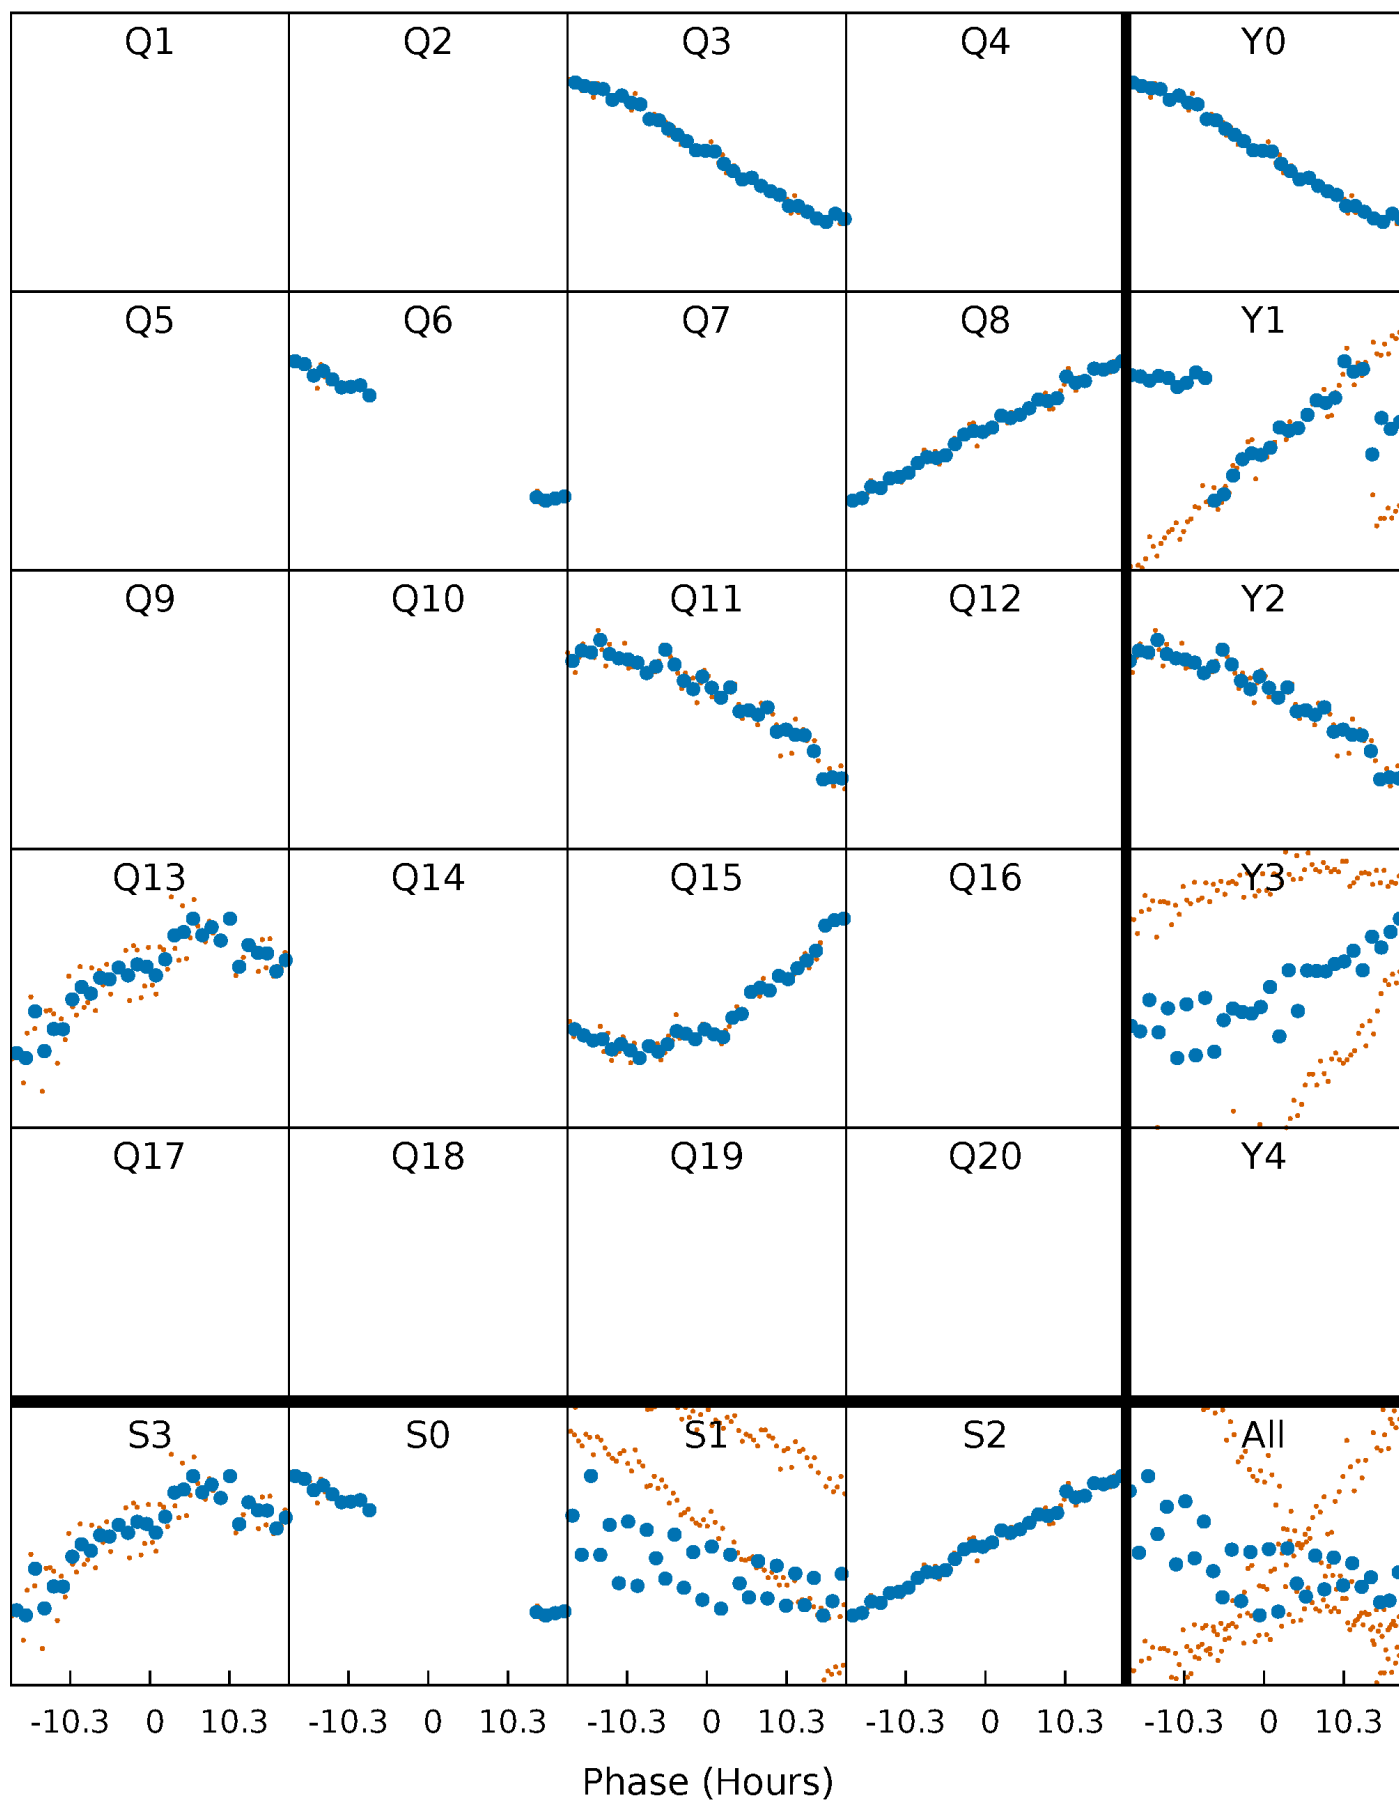 Q1 Q2 Q3 Q4 Y0
Q5 Q6 Q7 Q8 Y1
Q9 Q10 Q11 Q12 Y2
Q13 Q14 Q15 Q16 Y3
Q17 Q18 Q19 Q20 Y4
S3 S0 S1 S2 All
-10.3 0 10.3 -10.3 0 10.3 -10.3 0 10.3 -10.3 0 10.3 -10.3 0 10.3
Phase (Hours)